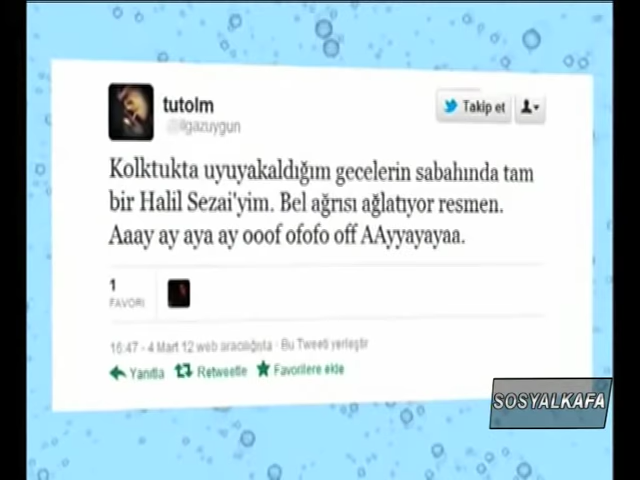 tutolm
@ilgazuygun
Takip et
Kolktukta uyuyakaldığım gecelerin sabahında tam
bir Halil Sezai'yim. Bel ağrısı ağlatıyor resmen.
Aaay ay aya ay ooof ofofo off AAyyayayaa.
1
FAVORİ
16:47 - 4 Mart 12 web aracılığıyla · Bu Tweeti yerleştir
Yanıtla Retweetle Favorilere ekle
SOSYALKAFA